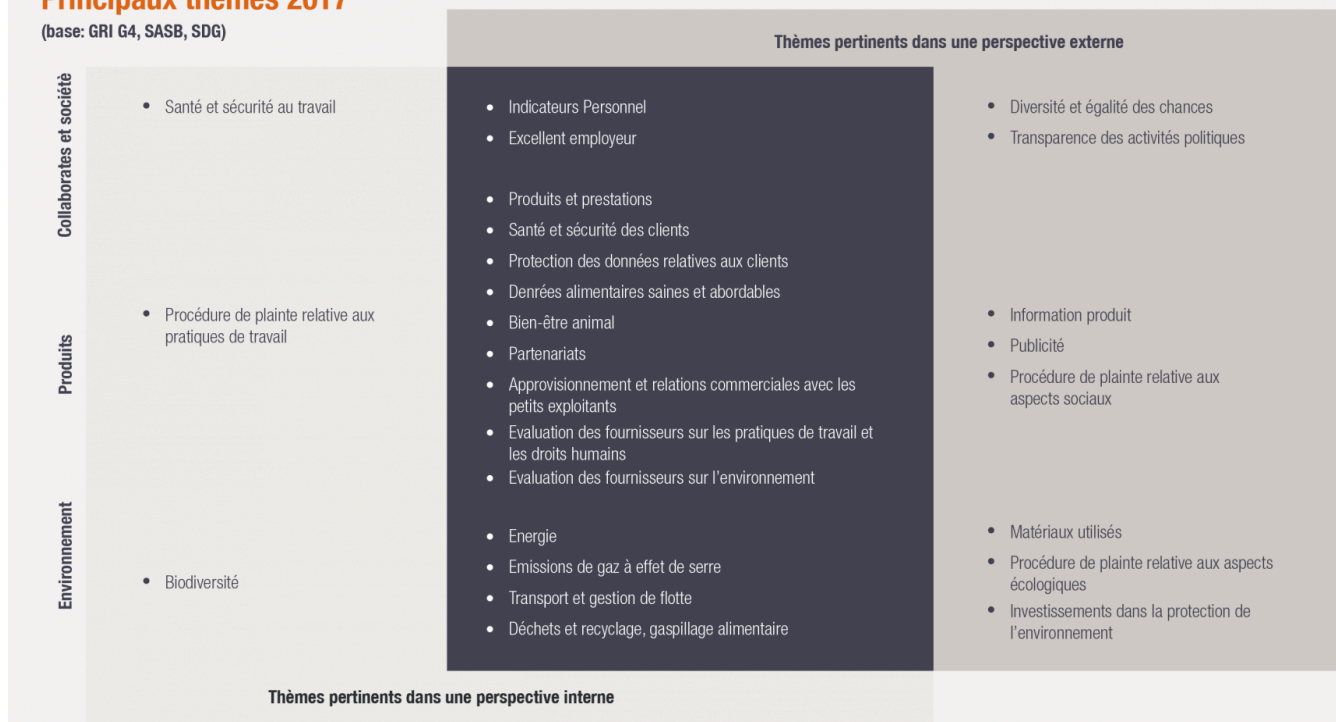 Principaux thèmes 2017
(base: GRI G4, SASB, SDG)
Thèmes pertinents dans une perspective externe
Collaborates et sociétè
• Santé et sécurité au travail
• Indicateurs Personnel
• Excellent employeur
• Diversité et égalité des chances
• Transparence des activités politiques
Produits
• Procédure de plainte relative aux
pratiques de travail
• Produits et prestations
• Santé et sécurité des clients
• Protection des données relatives aux clients
• Denrées alimentaires saines et abordables
• Bien-être animal
• Partenariats
• Approvisionnement et relations commerciales avec les
petits exploitants
• Evaluation des fournisseurs sur les pratiques de travail et
les droits humains
• Evaluation des fournisseurs sur l'environnement
• Information produit
• Publicité
• Procédure de plainte relative aux
aspects sociaux
Environnement
• Biodiversité
• Energie
• Emissions de gaz à effet de serre
• Transport et gestion de flotte
• Déchets et recyclage, gaspillage alimentaire
• Matériaux utilisés
• Procédure de plainte relative aux aspects
écologiques
• Investissements dans la protection de
l'environnement
Thèmes pertinents dans une perspective interne